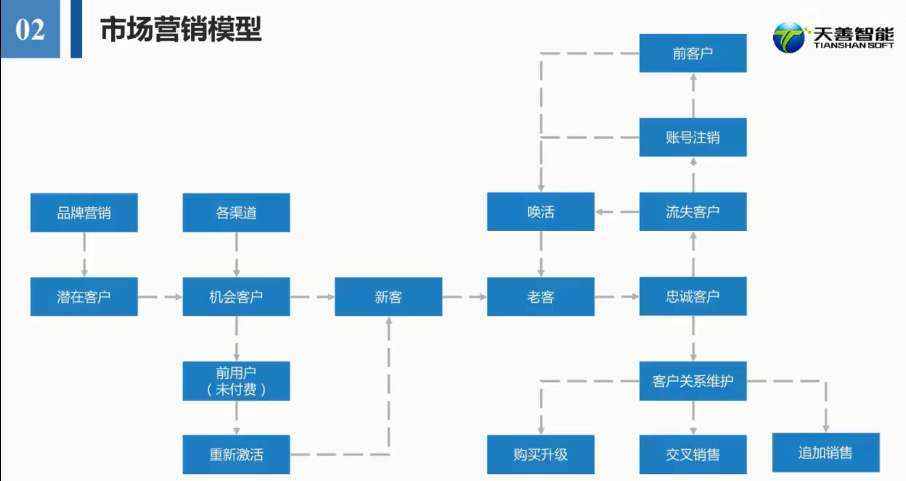 02
市场营销模型
天善智能
TIANSHAN SOFT
前客户
账号注销
品牌营销
各渠道
唤活
流失客户
潜在客户
机会客户
新客
老客
忠诚客户
前用户
（未付费）
客户关系维护
重新激活
购买升级
交叉销售
追加销售